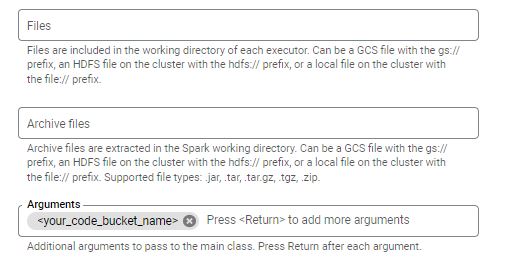 Files
Files are included in the working directory of each executor. Can be a GCS file with the gs://
prefix, an HDFS file on the cluster with the hdfs:// prefix, or a local file on the cluster with
the file:// prefix.
Archive files
Archive files are extracted in the Spark working directory. Can be a GCS file with the gs://
prefix, an HDFS file on the cluster with the hdfs:// prefix, or a local file on the cluster with
the file:// prefix. Supported file types: .jar, .tar, .tar.gz, .tgz, .zip.
Arguments
<your_code_bucket_name> Press <Return> to add more arguments
Additional arguments to pass to the main class. Press Return after each argument.